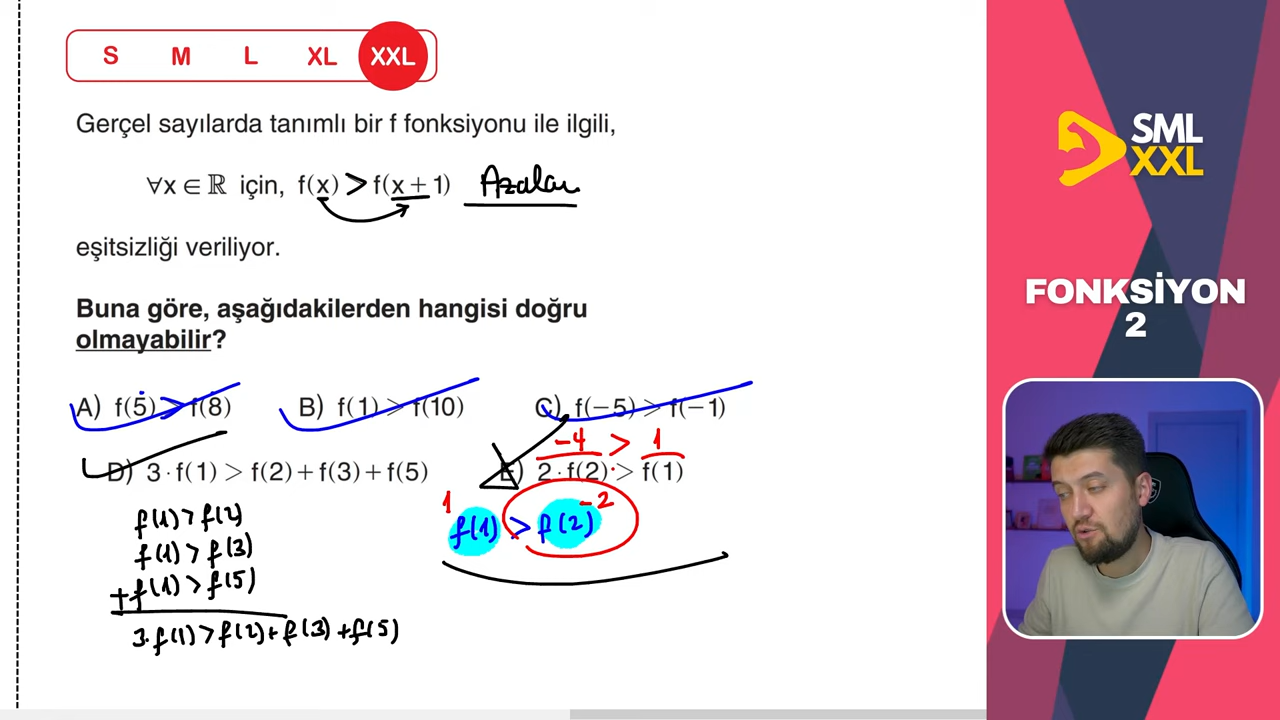 S M L XL XXL
Gerçel sayılarda tanımlı bir f fonksiyonu ile ilgili,
∀x ∈ ℝ için, f(x) > f(x + 1) Azalan
eşitsizliği veriliyor.
Buna göre, aşağıdakilerden hangisi doğru
olmayabilir?
A) f(5) > f(8) B) f(1) > f(10) C) f(−5) > f(−1)
-4 > 1
D) 3 · f(1) > f(2) + f(3) + f(5) E) 2 · f(2) > f(1)
1 f(1) > f(2) -2
f(1) > f(2)
f(1) > f(3)
+ f(1) > f(5)
3·f(1) > f(2) + f(3) + f(5)
SML
XXL
FONKSİYON
2